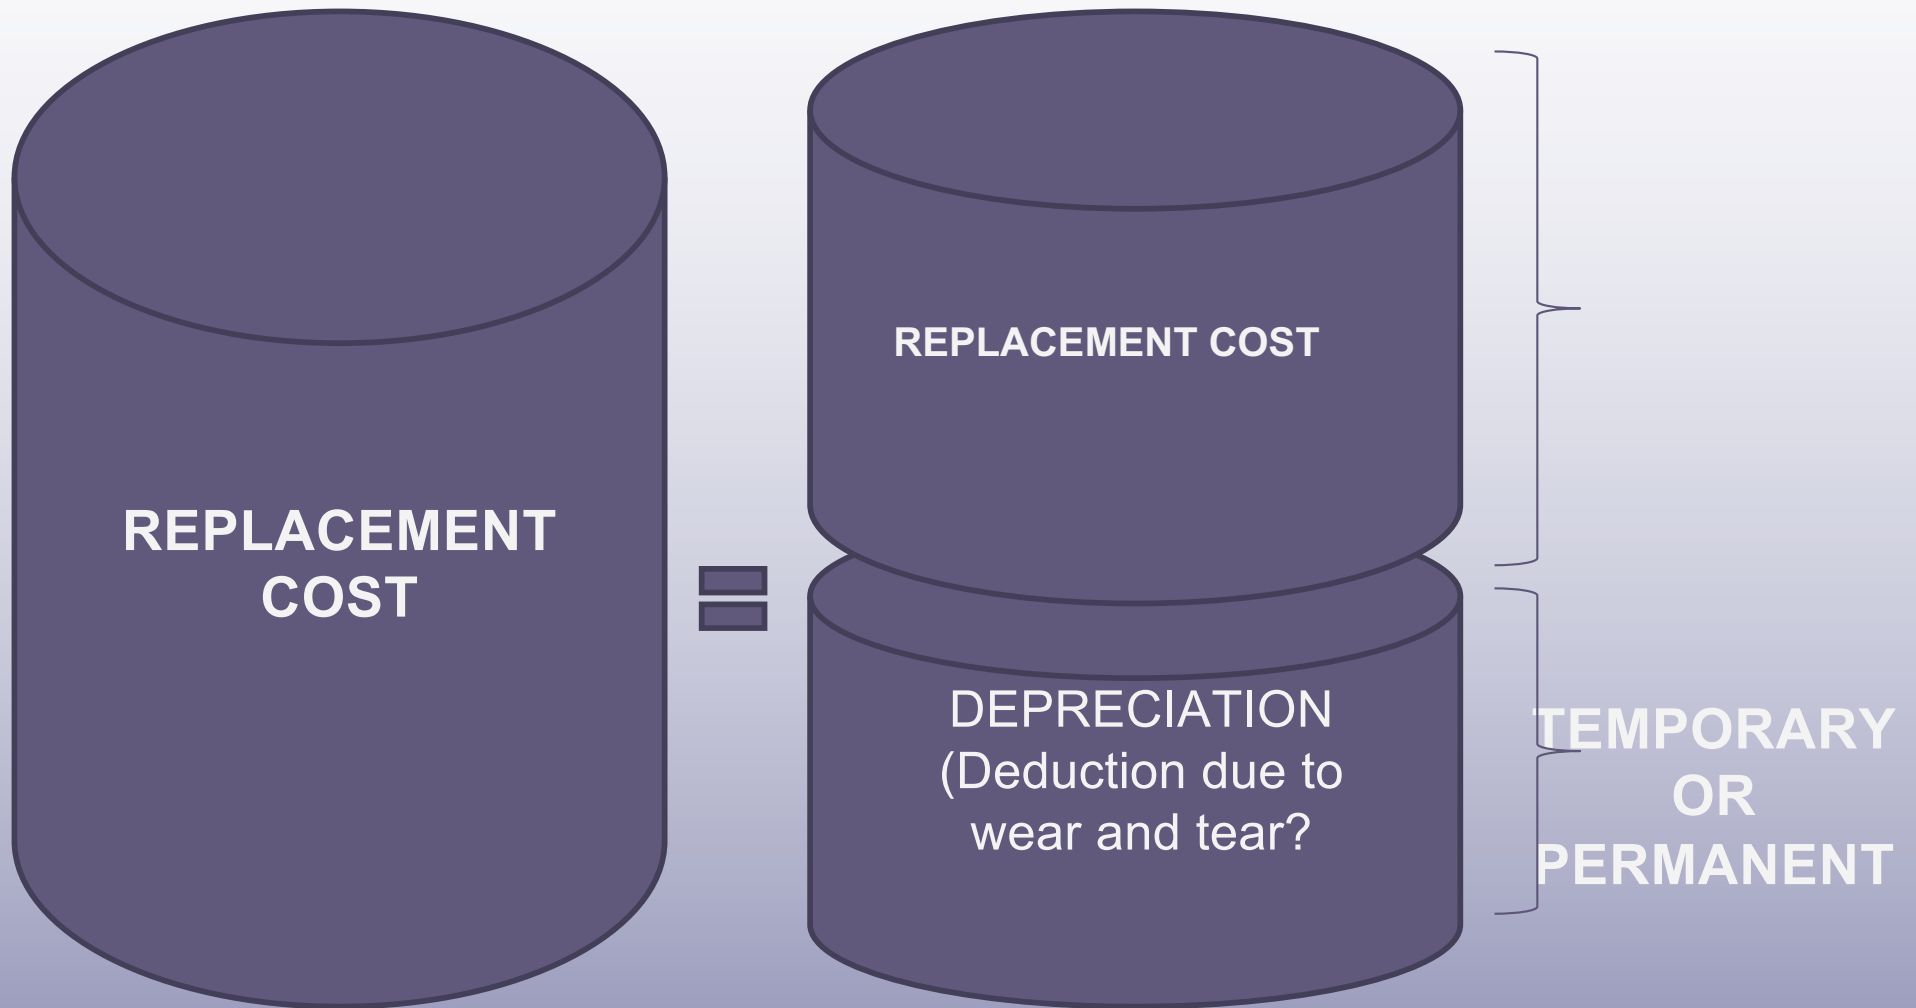 REPLACEMENT
COST
REPLACEMENT COST
DEPRECIATION
(Deduction due to
wear and tear?
TEMPORARY
OR
PERMANENT